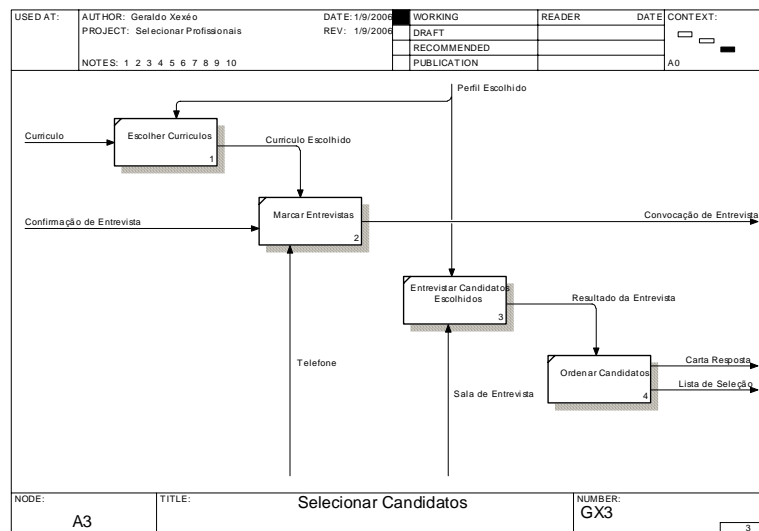 USED AT:
AUTHOR: Geraldo Xexéo
DATE: 1/9/2006
PROJECT: Selecionar Profissionais
REV: 1/9/2006
NOTES: 1 2 3 4 5 6 7 8 9 10
WORKING
DRAFT
RECOMMENDED
PUBLICATION
READER
DATE
CONTEXT:
A0
Perfil Escolhido
Curriculo
Escolher Curriculos
1
Curriculo Escolhido
Confirmação de Entrevista
Marcar Entrevistas
2
Convocação de Entrevista
Entrevistar Candidatos
Escolhidos
3
Resultado da Entrevista
Telefone
Sala de Entrevista
Ordenar Candidatos
4
Carta Resposta
Lista de Seleção
NODE:
A3
TITLE:
Selecionar Candidatos
NUMBER:
GX3
3